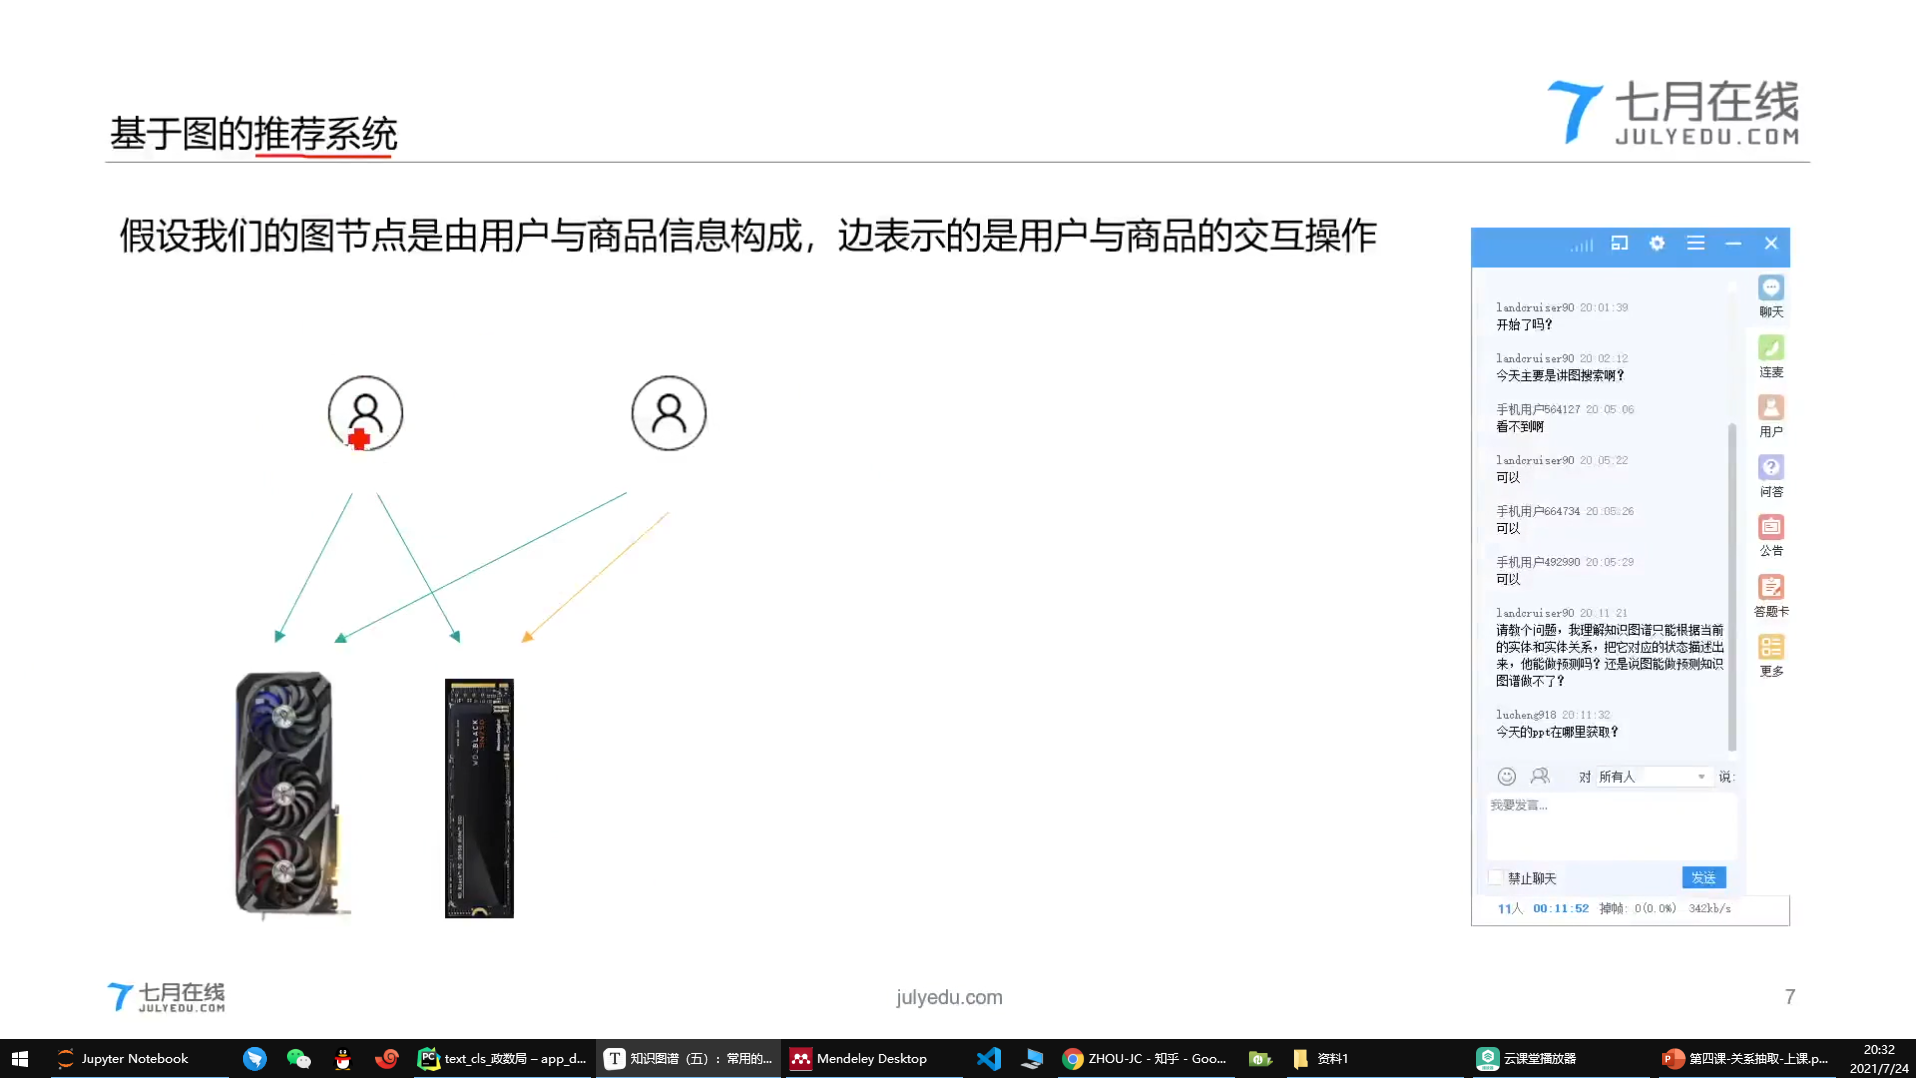 七月在线
JULYEDU.COM
基于图的推荐系统
假设我们的图节点是由用户与商品信息构成，边表示的是用户与商品的交互操作
landcruiser90 20:01:39
开始了吗？
landcruiser90 20:02:12
今天主要是讲图搜索啊？
手机用户564127 20:05:06
看不到啊
landcruiser90 20:05:22
可以
手机用户664734 20:05:26
可以
手机用户492990 20:05:29
可以
landcruiser90 20:11:21
请教个问题，我理解知识图谱只能根据当前
的实体和实体关系，把它对应的状态描述出
来，他能做预测吗？还是说图能做预测知识
图谱做不了？
lucheng918 20:11:32
今天的ppt在哪里获取？
对 所有人 说:
我要发言...
禁止聊天
发送
11人 00:11:52 掉帧: 0(0.0%) 342kb/s
聊天
连麦
用户
问答
公告
答题卡
更多
WD_BLACK
SN750
七月在线
JULYEDU.COM
julyedu.com
7
Jupyter Notebook
text_cls_政数局 – app_d...
知识图谱（五）：常用的...
Mendeley Desktop
ZHOU-JC - 知乎 - Goo...
资料1
云课堂播放器
第四课-关系抽取-上课.p...
20:32
2021/7/24